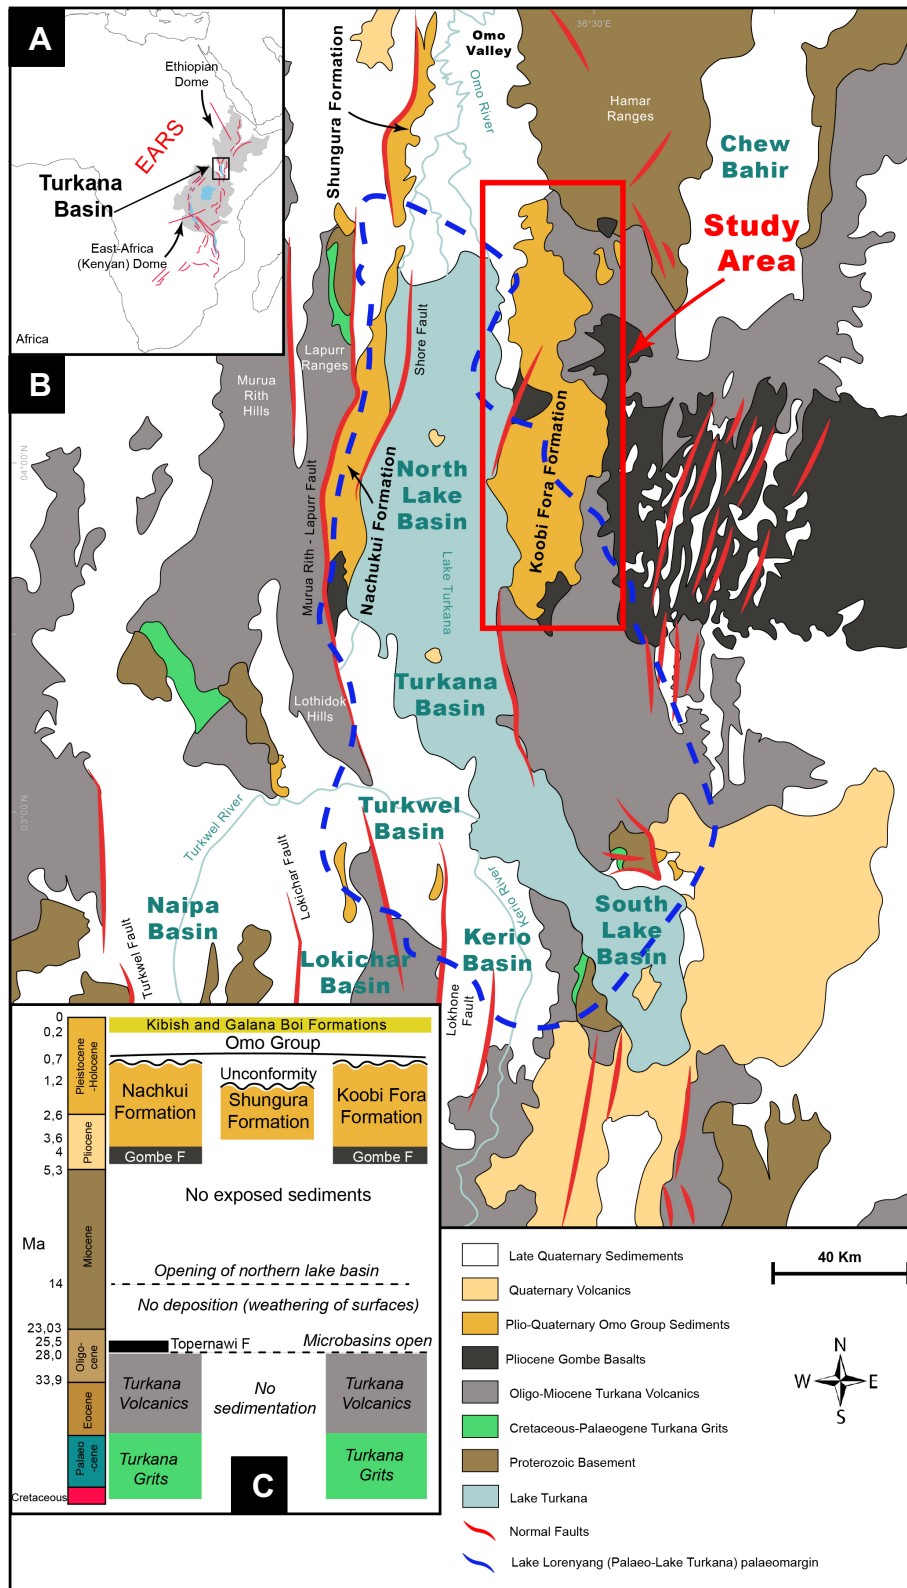 A
Ethiopian
Dome
EARS
Turkana
Basin
East-Africa
(Kenyan) Dome
Africa
B
36°30'E
04°00'N
03°00'N
Omo
Valley
Omo River
Shungura Formation
Hamar
Ranges
Chew
Bahir
Study
Area
Lapurr
Ranges
Murua
Rith
Hills
Shore Fault
Murua Rith - Lapurr Fault
Nachukui Formation
North
Lake
Basin
Lake Turkana
Koobi Fora Formation
Turkana
Basin
Lothidok
Hills
Turkwel River
Turkwel
Basin
Lokichar Fault
Naipa
Basin
Turkwel Fault
Lokichar
Basin
Kerio River
Kerio
Basin
South
Lake
Basin
Lokhone
Fault
C
Ma
0
0,2
0,7
1,2
2,6
3,6
4
5,3
14
23,03
25,5
28,0
33,9
Pleistocene
-Holocene
Pliocene
Miocene
Oligo-
cene
Eocene
Palaeo
-cene
Cretaceous
Kibish and Galana Boi Formations
Omo Group
Unconformity
Nachkui
Formation
Shungura
Formation
Koobi Fora
Formation
Gombe F
Gombe F
No exposed sediments
Opening of northern lake basin
No deposition (weathering of surfaces)
Microbasins open
Topernawi F
Turkana
Volcanics
No
sedimentation
Turkana
Volcanics
Turkana
Grits
Turkana
Grits
Late Quaternary Sedimements
Quaternary Volcanics
Plio-Quaternary Omo Group Sediments
Pliocene Gombe Basalts
Oligo-Miocene Turkana Volcanics
Cretaceous-Palaeogene Turkana Grits
Proterozoic Basement
Lake Turkana
Normal Faults
Lake Lorenyang (Palaeo-Lake Turkana) palaeomargin
40 Km
N
W
E
S